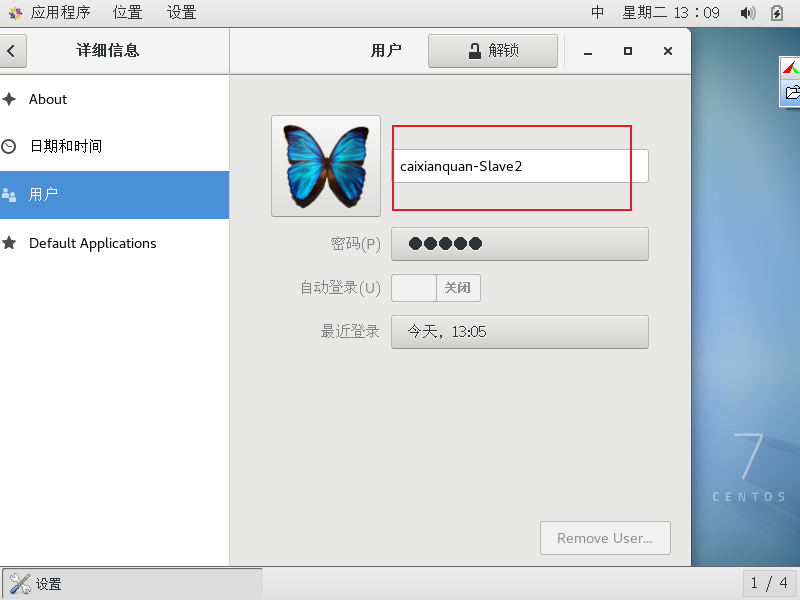 应用程序 位置 设置 中 星期二 13：09
详细信息 用户 解锁
About
日期和时间
用户
Default Applications
caixianquan-Slave2
密码(P) ●●●●●
自动登录(U) 关闭
最近登录 今天，13:05
Remove User...
7
CENTOS
设置 1 / 4